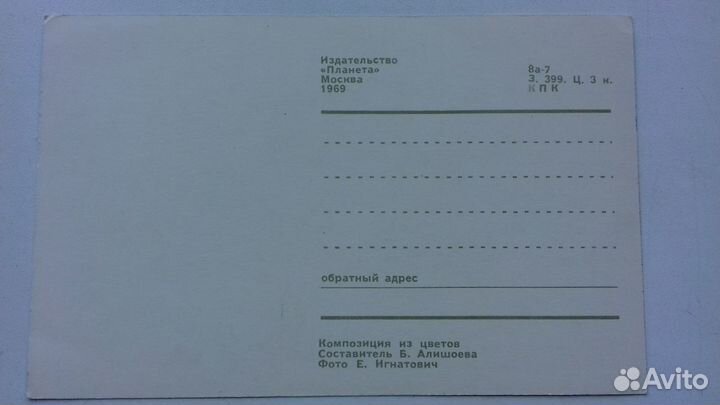 Издательство
«Планета»
Москва
1969
8а-7
З. 399. Ц. 3 к.
К П К
обратный адрес
Композиция из цветов
Составитель Б. Алишоева
Фото Е. Игнатович
Avito